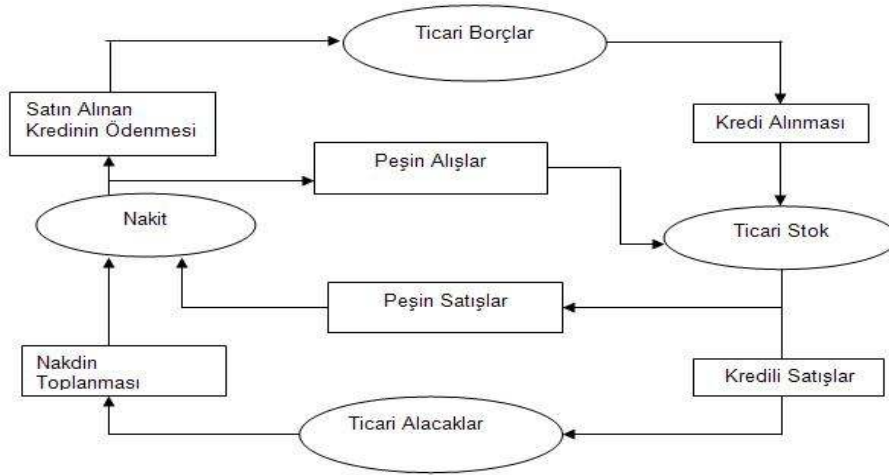 Ticari Borçlar
Satın Alınan
Kredinin Ödenmesi
Kredi Alınması
Peşin Alışlar
Nakit
Ticari Stok
Peşin Satışlar
Nakdin
Toplanması
Kredili Satışlar
Ticari Alacaklar